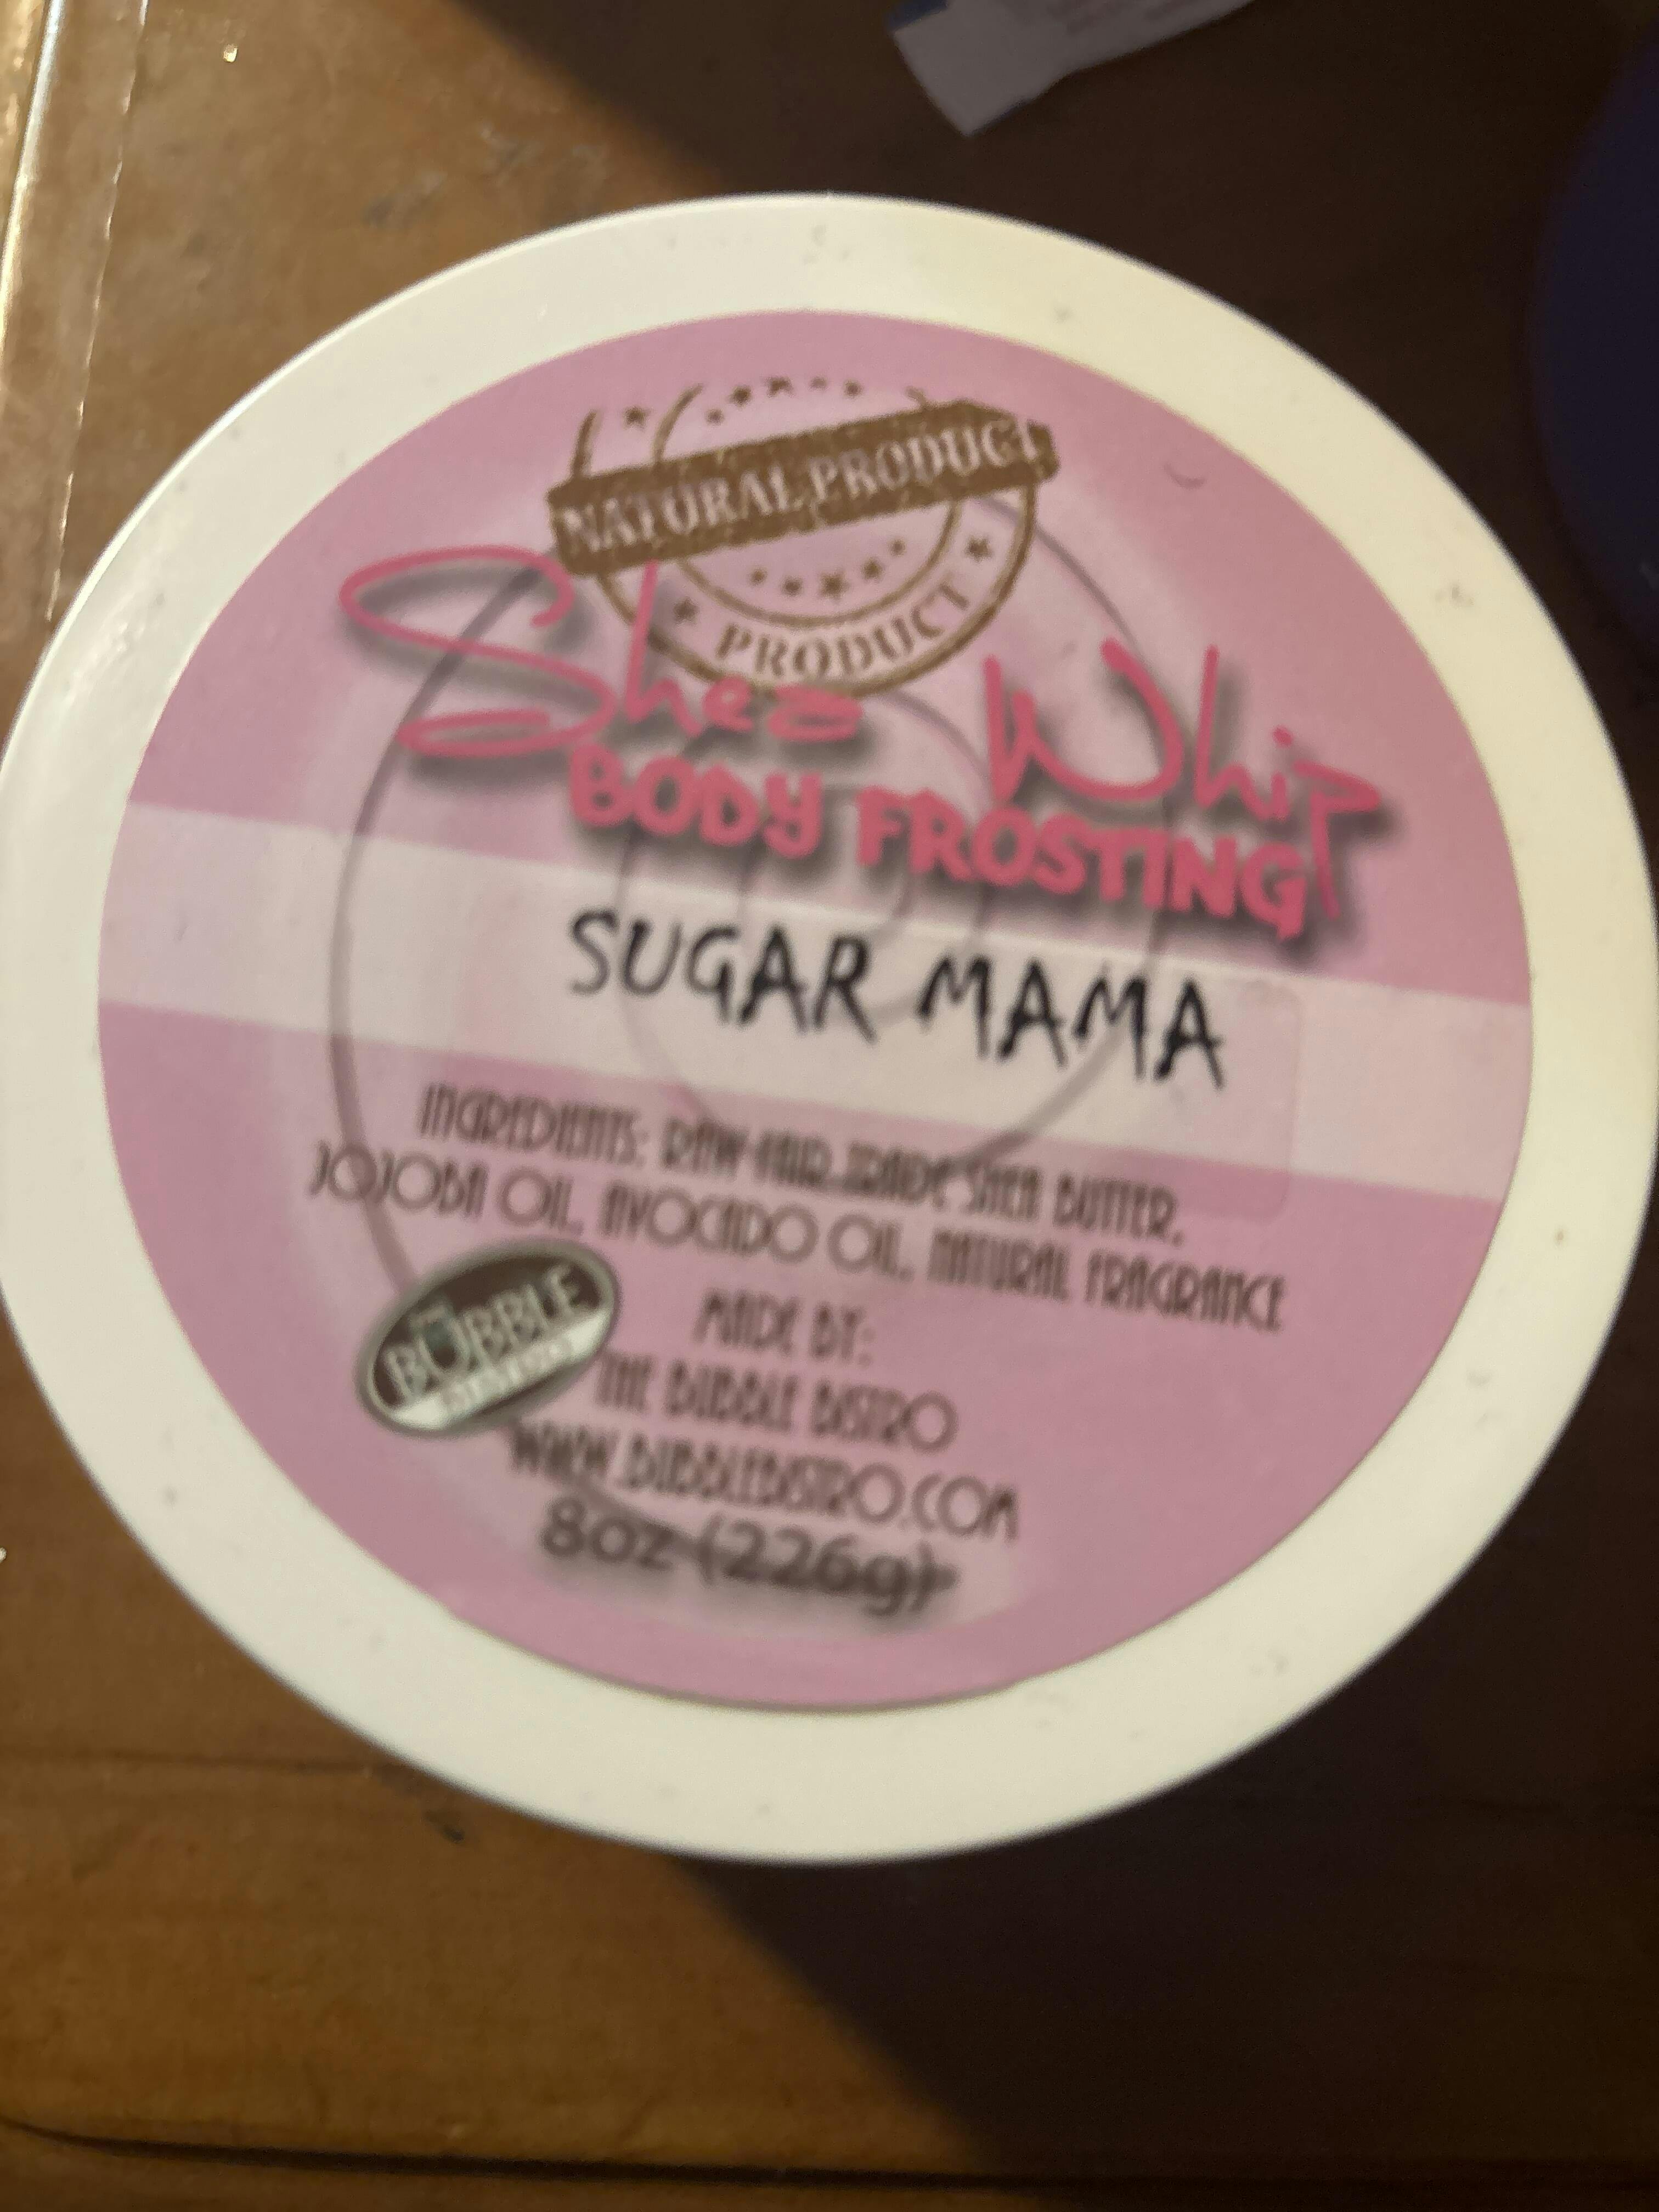 NATURAL PRODUCT
PRODUCT
Shea Whip
BODY FROSTING
SUGAR MAMA
INGREDIENTS: RAW FAIR TRADE SHEA BUTTER,
JOJOBA OIL, AVOCADO OIL, NATURAL FRAGRANCE
MADE BY:
BUBBLE
BISTRO
THE BUBBLE BISTRO
WWW.BUBBLEBISTRO.COM
8oz (226g)